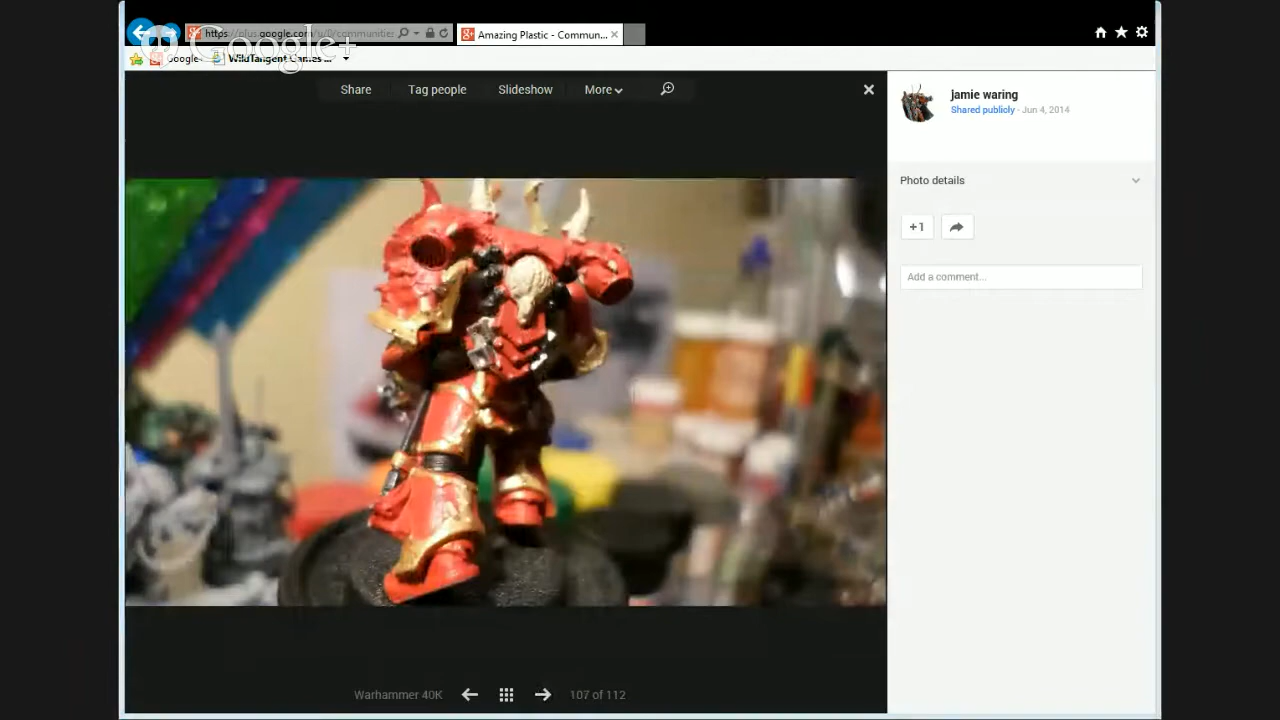 https://plus.google.com/u/0/communities
Amazing Plastic - Commun...
Google+
Google
WildTangent Games ...
Share
Tag people
Slideshow
More
jamie waring
Shared publicly - Jun 4, 2014
Photo details
+1
Add a comment...
Warhammer 40K
107 of 112